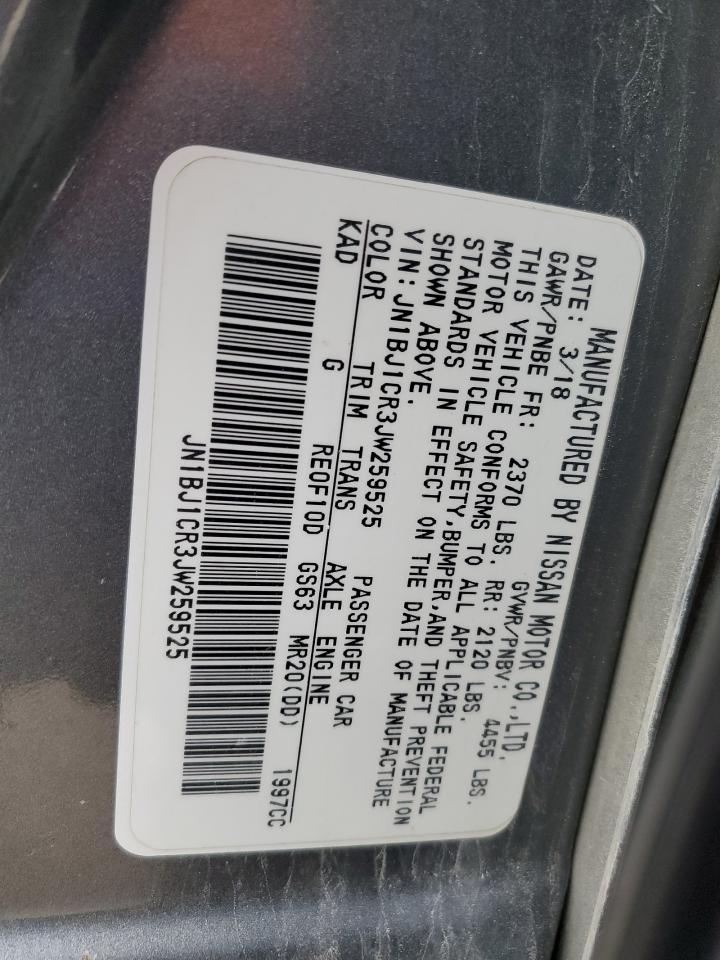 MANUFACTURED BY NISSAN MOTOR CO.,LTD.
DATE: 3/18 GVWR/PNBV: 4455 LBS.
GAWR/PNBE FR: 2370 LBS. RR: 2120 LBS.
THIS VEHICLE CONFORMS TO ALL APPLICABLE FEDERAL
MOTOR VEHICLE SAFETY,BUMPER,AND THEFT PREVENTION
STANDARDS IN EFFECT ON THE DATE OF MANUFACTURE
SHOWN ABOVE.
VIN:JN1BJ1CR3JW259525 PASSENGER CAR
COLOR TRIM TRANS AXLE ENGINE
KAD G RE0F10D GS63 MR20(DD) 1997CC
JN1BJ1CR3JW259525